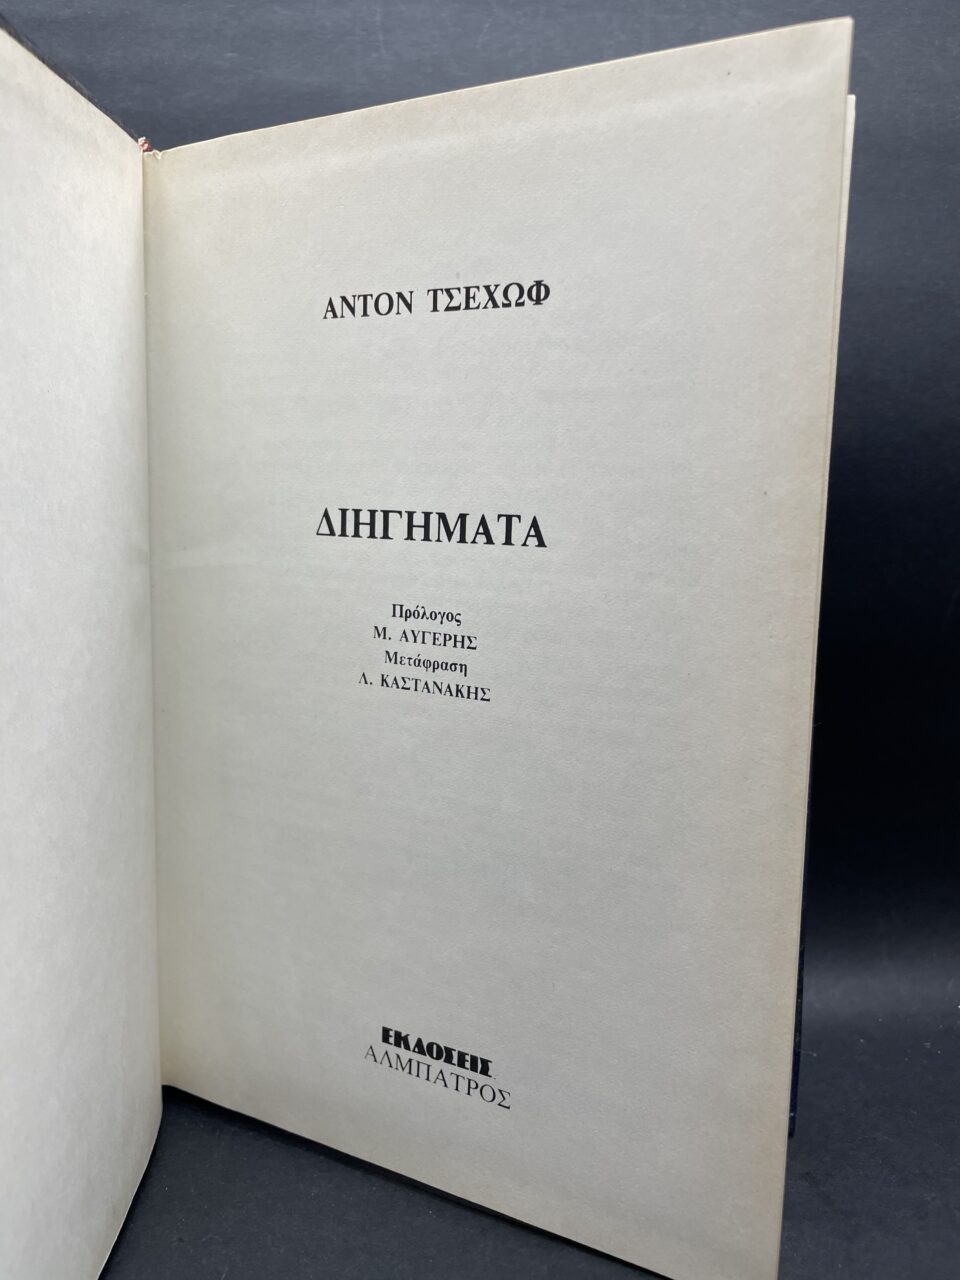 ΑΝΤΟΝ ΤΣΕΧΩΦ
ΔΙΗΓΗΜΑΤΑ
Πρόλογος
Μ. ΑΥΓΕΡΗΣ
Μετάφραση
Λ. ΚΑΣΤΑΝΑΚΗΣ
ΕΚΔΟΣΕΙΣ
ΑΛΜΠΑΤΡΟΣ